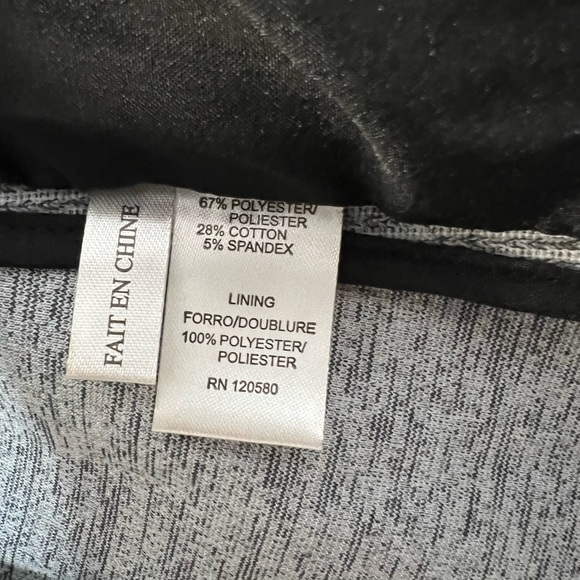 FAIT EN CHINE
67% POLYESTER/
POLIESTER
28% COTTON
5% SPANDEX
LINING
FORRO/DOUBLURE
100% POLYESTER/
POLIESTER
RN 120580